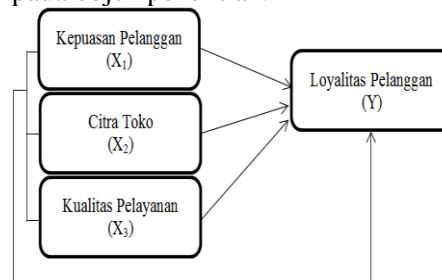 Kepuasan Pelanggan
(X₁)
Loyalitas Pelanggan
(Y)
Citra Toko
(X₂)
Kualitas Pelayanan
(X₃)